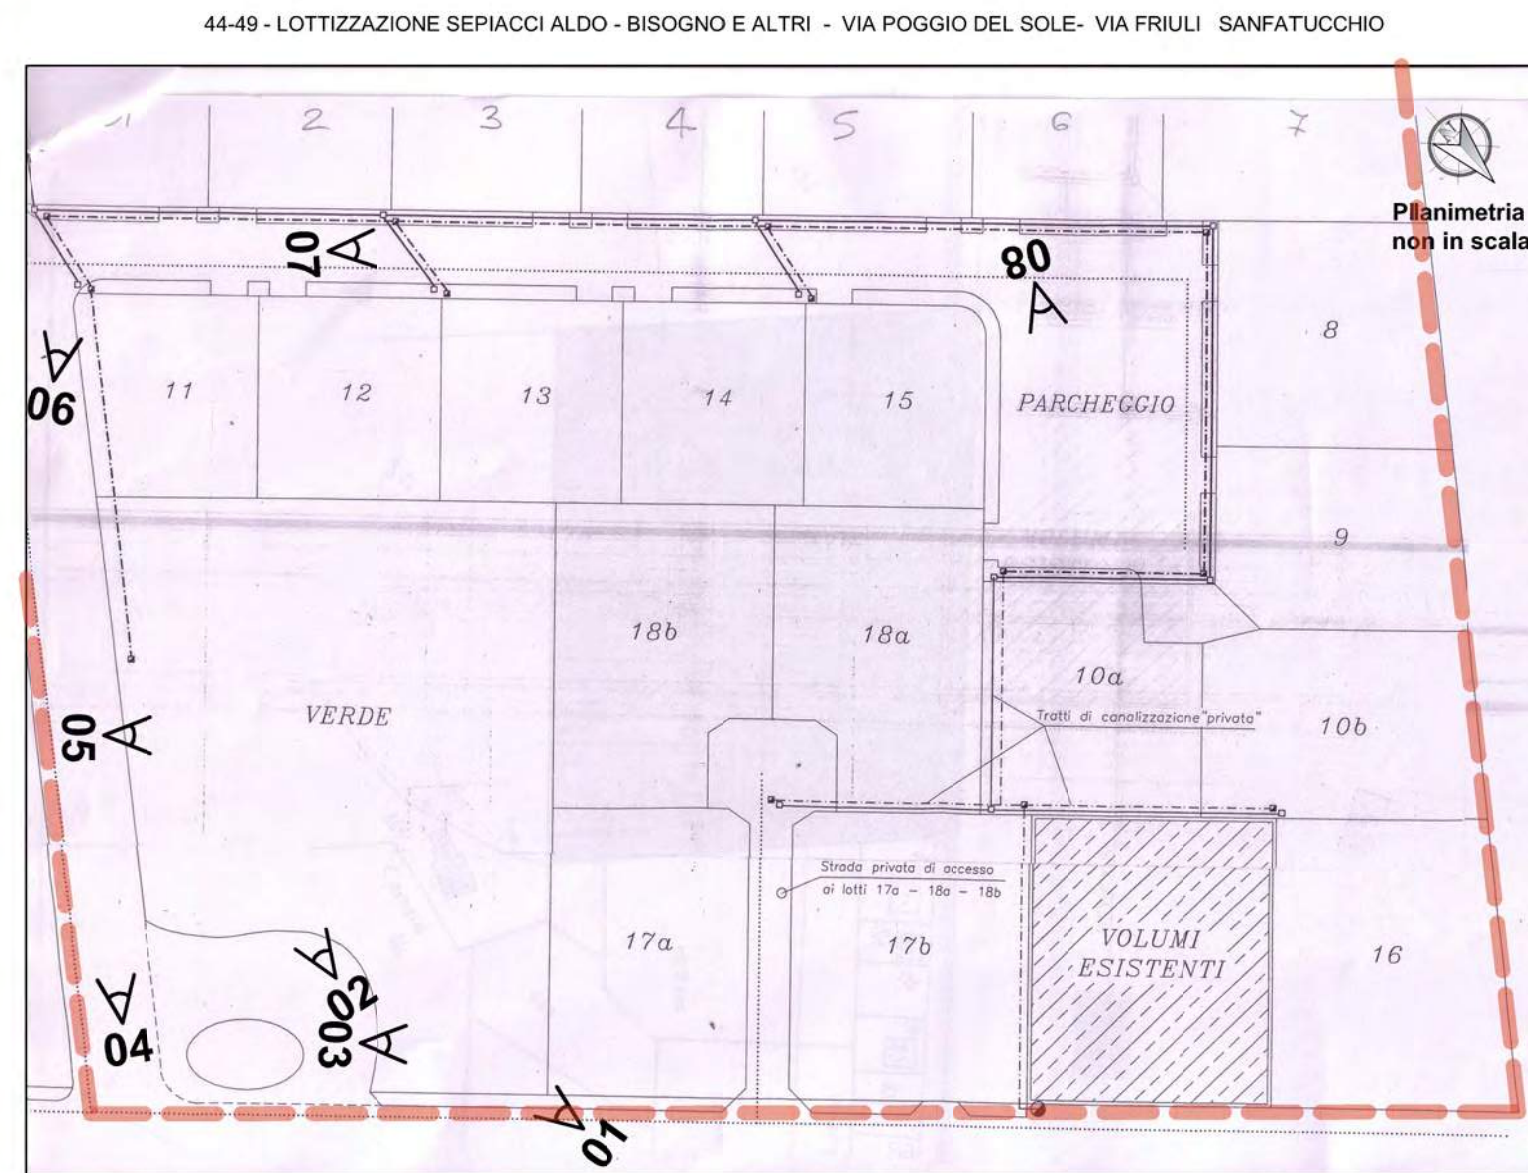 44-49 - LOTTIZZAZIONE SEPIACCI ALDO - BISOGNO E ALTRI - VIA POGGIO DEL SOLE- VIA FRIULI SANFATUCCHIO
1 2 3 4 5 6 7
N
Planimetria
non in scala
07
08
8
06
11 12 13 14 15
PARCHEGGIO
9
18b
18a
10a
Tratti di canalizzazione "privata"
10b
VERDE
05
Strada privata di accesso
ai lotti 17a - 18a - 18b
17a
17b
VOLUMI
ESISTENTI
16
02
003
04
01